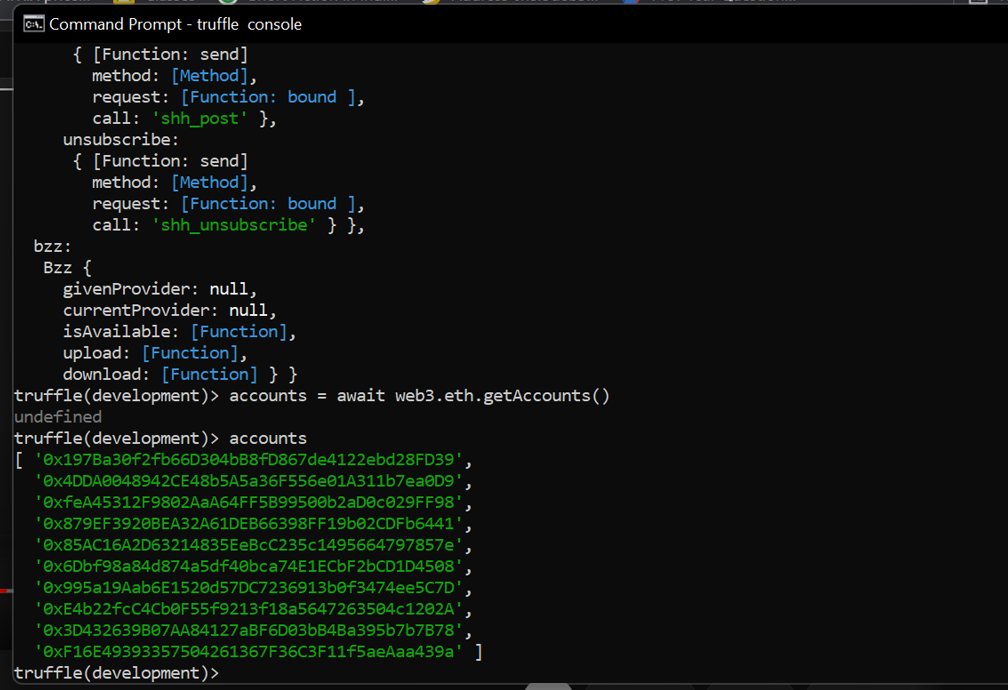 Command Prompt - truffle console
{ [Function: send]
method: [Method],
request: [Function: bound ],
call: 'shh_post' },
unsubscribe:
{ [Function: send]
method: [Method],
request: [Function: bound ],
call: 'shh_unsubscribe' } },
bzz:
Bzz {
givenProvider: null,
currentProvider: null,
isAvailable: [Function],
upload: [Function],
download: [Function] } }
truffle(development)> accounts = await web3.eth.getAccounts()
undefined
truffle(development)> accounts
[ '0x197Ba30f2fb66D304bB8fD867de4122ebd28FD39',
'0x4DDA0048942CE48b5A5a36F556e01A311b7ea0D9',
'0xfeA45312F9802AaA64FF5B99500b2aD0c029FF98',
'0x879EF3920BEA32A61DEB66398FF19b02CDFb6441',
'0x85AC16A2D63214835EeBcC235c1495664797857e',
'0x6Dbf98a84d874a5df40bca74E1ECbF2bCD1D4508',
'0x995a19Aab6E1520d57DC7236913b0f3474ee5C7D',
'0xE4b22fcC4Cb0F55f9213f18a5647263504c1202A',
'0x3D432639B07AA84127aBF6D03bB4Ba395b7b7B78',
'0xF16E49393357504261367F36C3F11f5aeAaa439a' ]
truffle(development)>